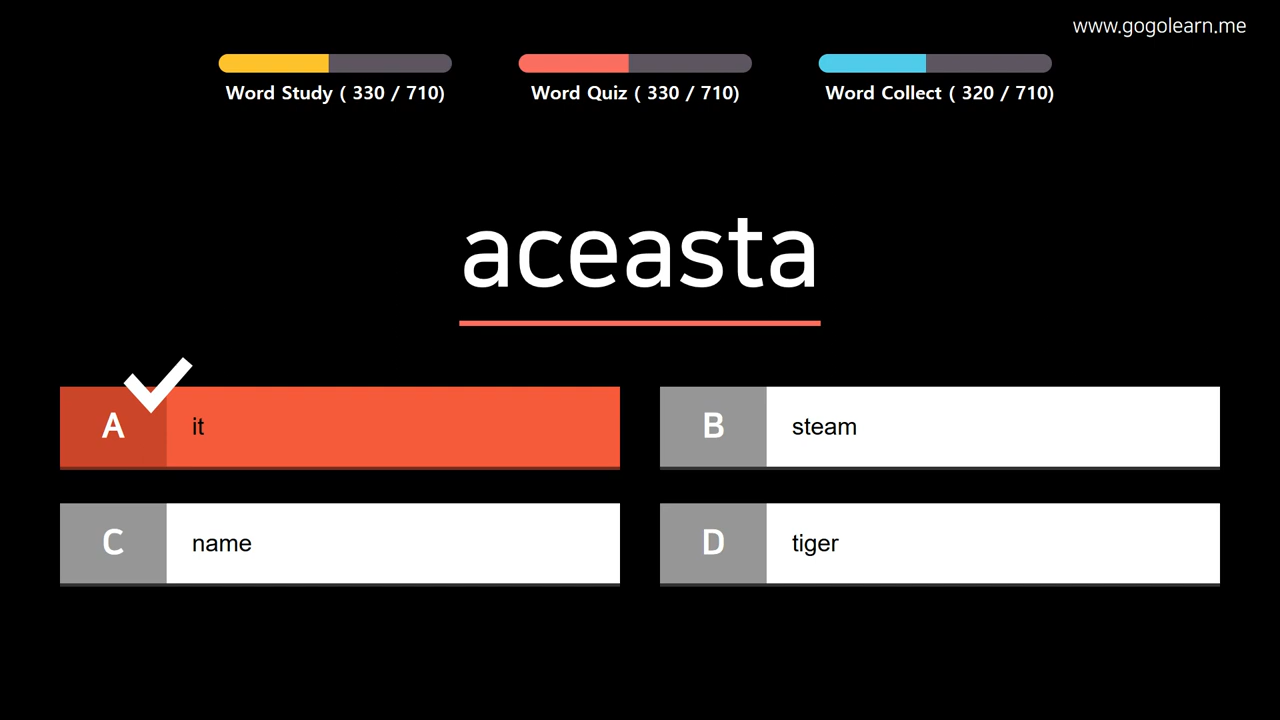 www.gogolearn.me
Word Study ( 330 / 710)
Word Quiz ( 330 / 710)
Word Collect ( 320 / 710)
aceasta
A it
B steam
C name
D tiger